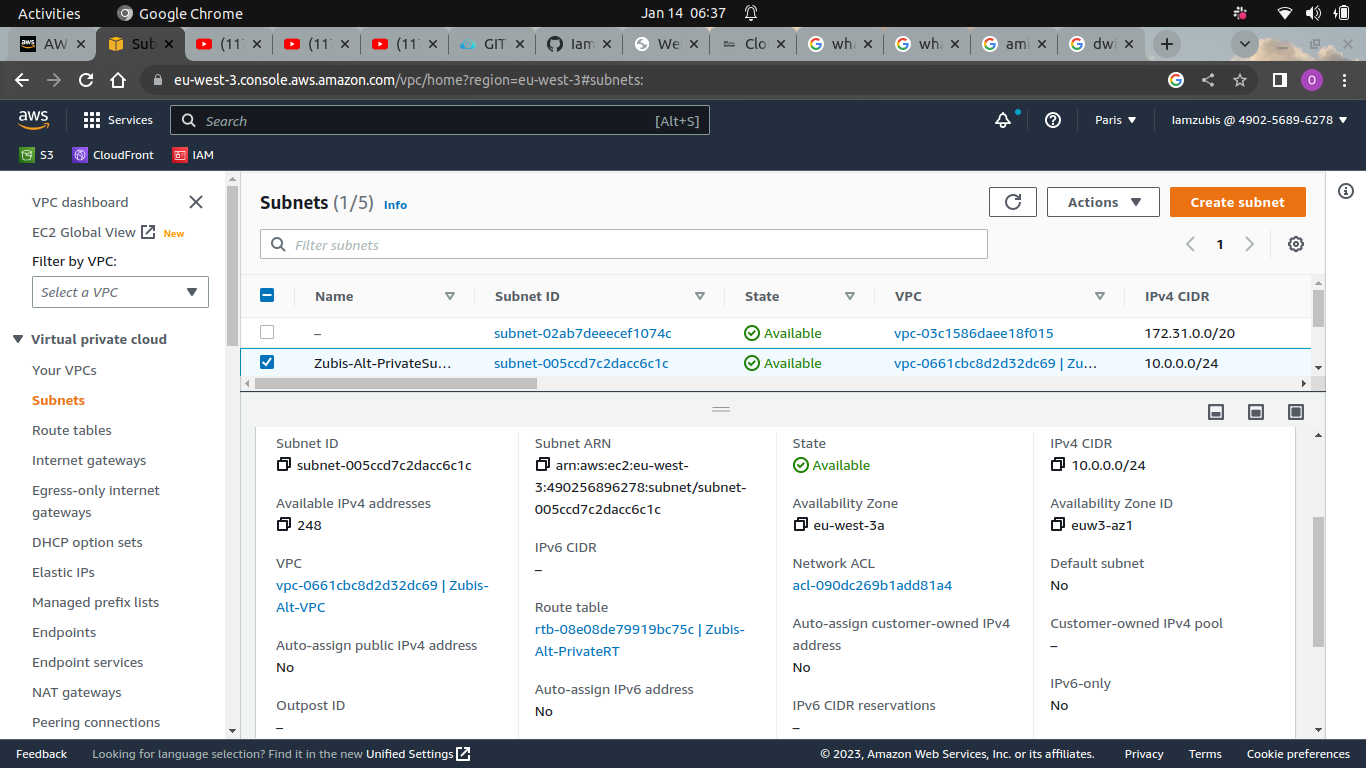 Activities
Google Chrome
Jan 14 06:37
AW
Sub
(117
(117
(117
GIT
Iam
Wel
Clo
wha
wha
ami
dwi
eu-west-3.console.aws.amazon.com/vpc/home?region=eu-west-3#subnets:
O
aws
Services
Search
[Alt+S]
Paris
Iamzubis @ 4902-5689-6278
S3
CloudFront
IAM
VPC dashboard
EC2 Global View
New
Filter by VPC:
Select a VPC
Virtual private cloud
Your VPCs
Subnets
Route tables
Internet gateways
Egress-only internet
gateways
DHCP option sets
Elastic IPs
Managed prefix lists
Endpoints
Endpoint services
NAT gateways
Peering connections
Subnets (1/5) Info
Actions
Create subnet
Filter subnets
1
Name
Subnet ID
State
VPC
IPv4 CIDR
–
subnet-02ab7deeecef1074c
Available
vpc-03c1586daee18f015
172.31.0.0/20
Zubis-Alt-PrivateSu…
subnet-005ccd7c2dacc6c1c
Available
vpc-0661cbc8d2d32dc69 | Zu…
10.0.0.0/24
Subnet ID
subnet-005ccd7c2dacc6c1c
Available IPv4 addresses
248
VPC
vpc-0661cbc8d2d32dc69 | Zubis-
Alt-VPC
Auto-assign public IPv4 address
No
Outpost ID
–
Subnet ARN
arn:aws:ec2:eu-west-
3:490256896278:subnet/subnet-
005ccd7c2dacc6c1c
IPv6 CIDR
–
Route table
rtb-08e08de79919bc75c | Zubis-
Alt-PrivateRT
Auto-assign IPv6 address
No
State
Available
Availability Zone
eu-west-3a
Network ACL
acl-090dc269b1add81a4
Auto-assign customer-owned IPv4
address
No
IPv6 CIDR reservations
–
IPv4 CIDR
10.0.0.0/24
Availability Zone ID
euw3-az1
Default subnet
No
Customer-owned IPv4 pool
–
IPv6-only
No
Feedback
Looking for language selection? Find it in the new Unified Settings
© 2023, Amazon Web Services, Inc. or its affiliates.
Privacy
Terms
Cookie preferences